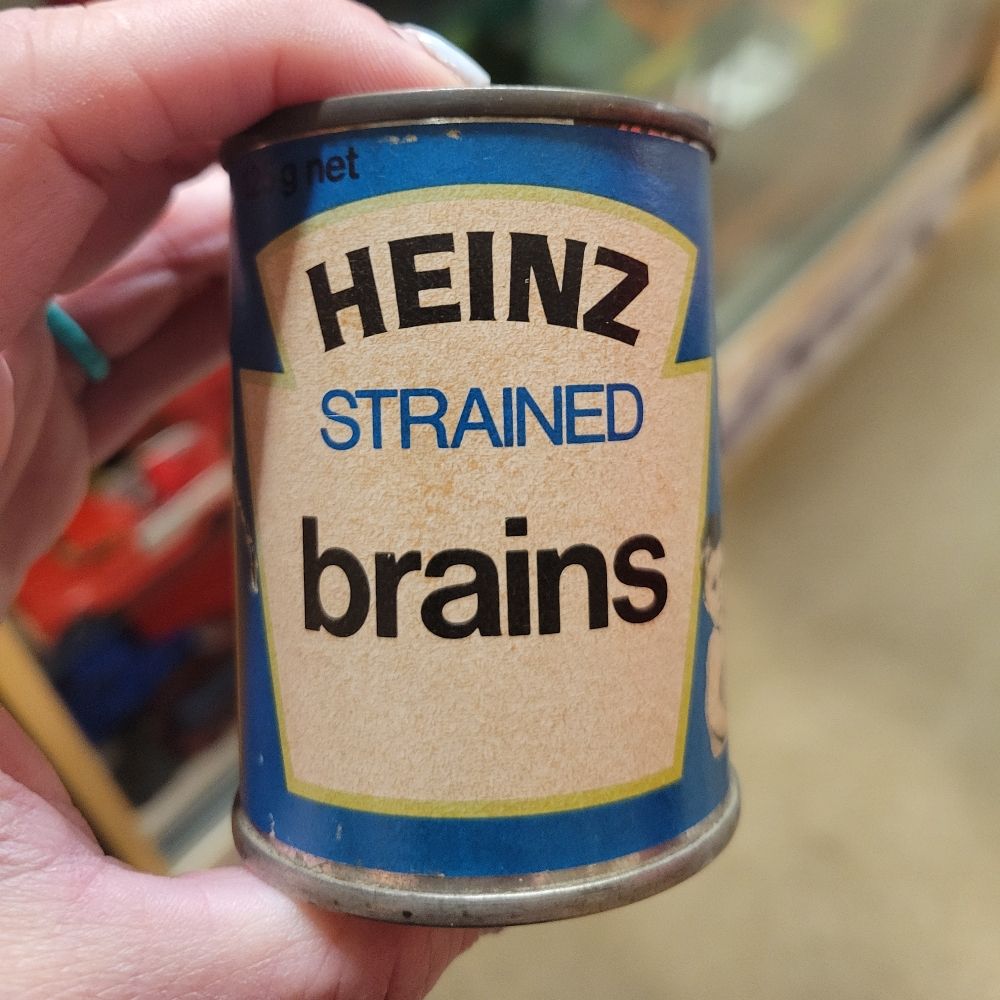 g net
HEINZ
STRAINED
brains